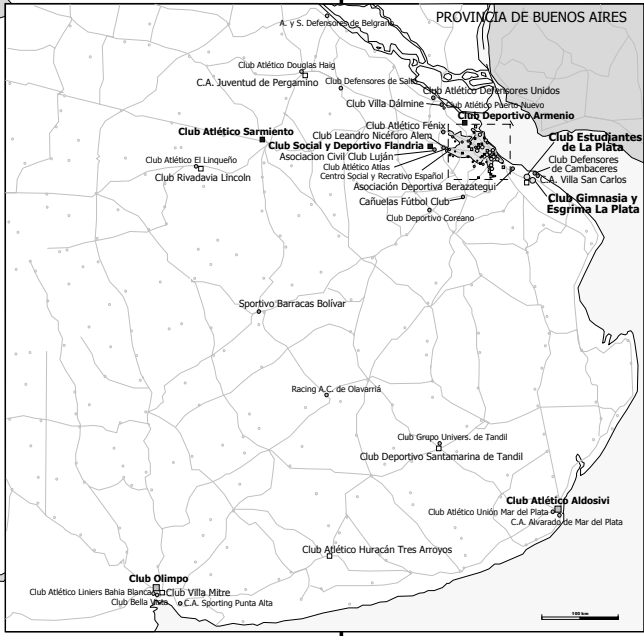 PROVINCIA DE BUENOS AIRES
A. y S. Defensores de Belgrano
Club Atlético Douglas Haig
C.A. Juventud de Pergamino
Club Defensores de Salto
Club Atlético Defensores Unidos
Club Villa Dálmine
Club Atlético Puerto Nuevo
Club Deportivo Armenio
Club Atlético Fénix
Club Atlético Sarmiento
Club Leandro Nicéforo Alem
Club Social y Deportivo Flandria
Asociacion Civil Club Luján
Club Atlético Atlas
Centro Social y Recrativo Español
Club Estudiantes
de La Plata
Club Defensores
de Cambaceres
C.A. Villa San Carlos
Club Atlético El Linqueño
Club Rivadavia Lincoln
Asociación Deportiva Berazategui
Cañuelas Fútbol Club
Club Gimnasia y
Esgrima La Plata
Club Deportivo Coreano
Sportivo Barracas Bolívar
Racing A.C. de Olavarriá
Club Grupo Univers. de Tandil
Club Deportivo Santamarina de Tandil
Club Atlético Aldosivi
Club Atlético Unión Mar del Plata
C.A. Alvarado de Mar del Plata
Club Atlético Huracán Tres Arroyos
Club Olimpo
Club Atlético Liniers Bahia Blanca
Club Villa Mitre
Club Bella Vista
C.A. Sporting Punta Alta
100 km